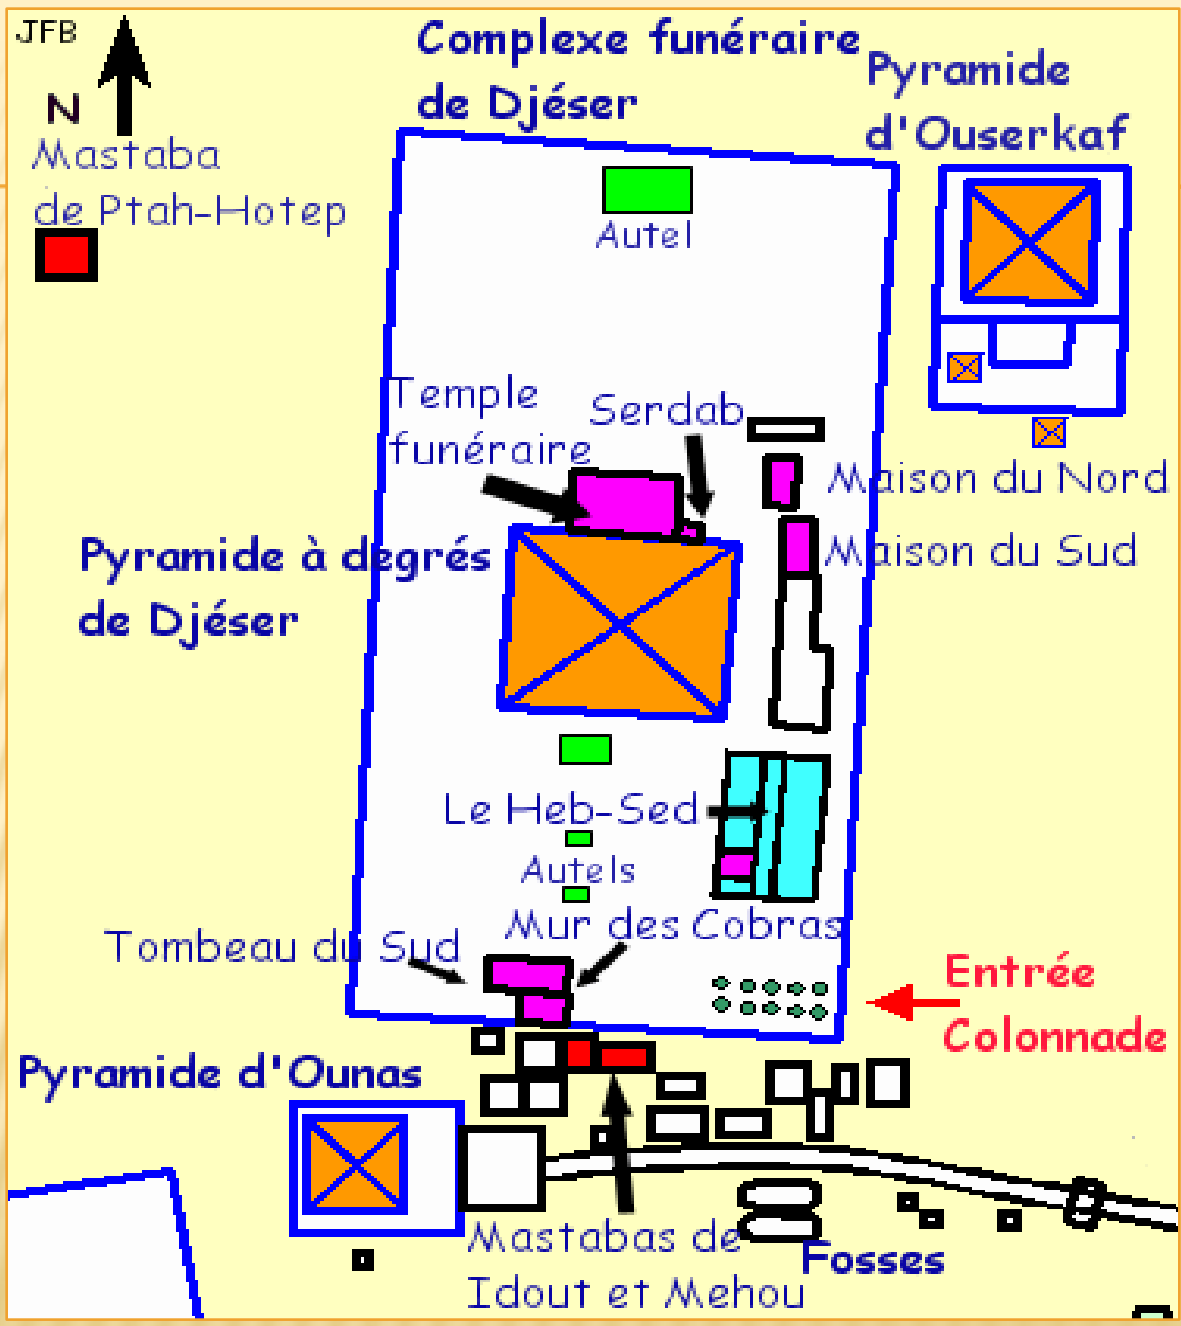 JFB
N
Complexe funéraire
de Djéser
Pyramide
d'Ouserkaf
Mastaba
de Ptah-Hotep
Autel
Temple
funéraire
Serdab
Maison du Nord
Maison du Sud
Pyramide à degrés
de Djéser
Le Heb-Sed
Autels
Mur des Cobras
Tombeau du Sud
Entrée
Colonnade
Pyramide d'Ounas
Mastabas de
Idout et Mehou
Fosses